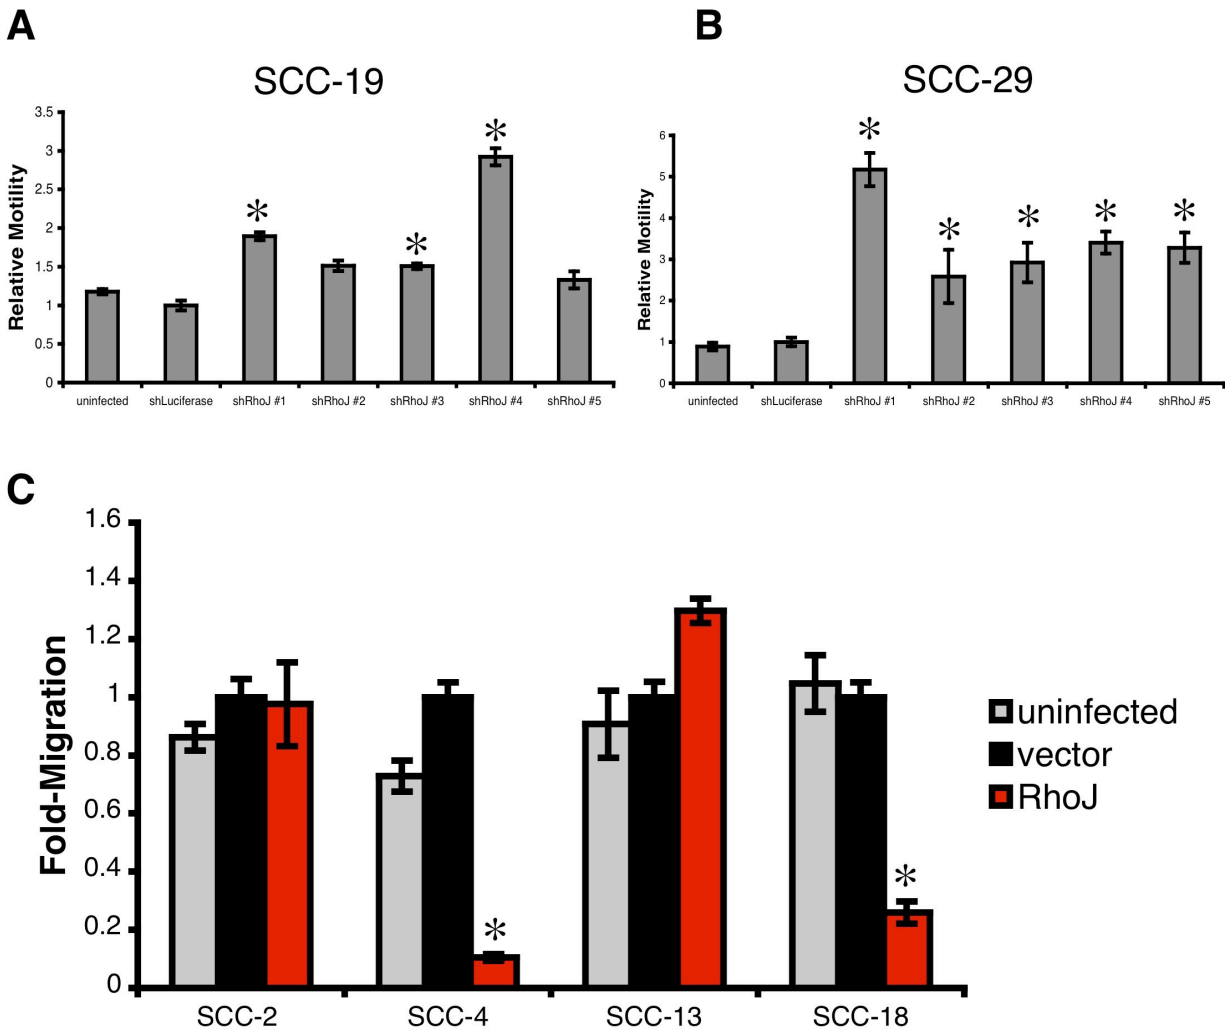 A
SCC-19
Relative Motility
3.5
3
2.5
2
1.5
1
0.5
0
*
*
*
uninfected shLuciferase shRhoJ #1 shRhoJ #2 shRhoJ #3 shRhoJ #4 shRhoJ #5
B
SCC-29
Relative Motility
6
5
4
3
2
1
0
* * * * *
uninfected shLuciferase shRhoJ #1 shRhoJ #2 shRhoJ #3 shRhoJ #4 shRhoJ #5
C
Fold-Migration
1.6
1.4
1.2
1
0.8
0.6
0.4
0.2
0
*
*
SCC-2 SCC-4 SCC-13 SCC-18
uninfected
vector
RhoJ